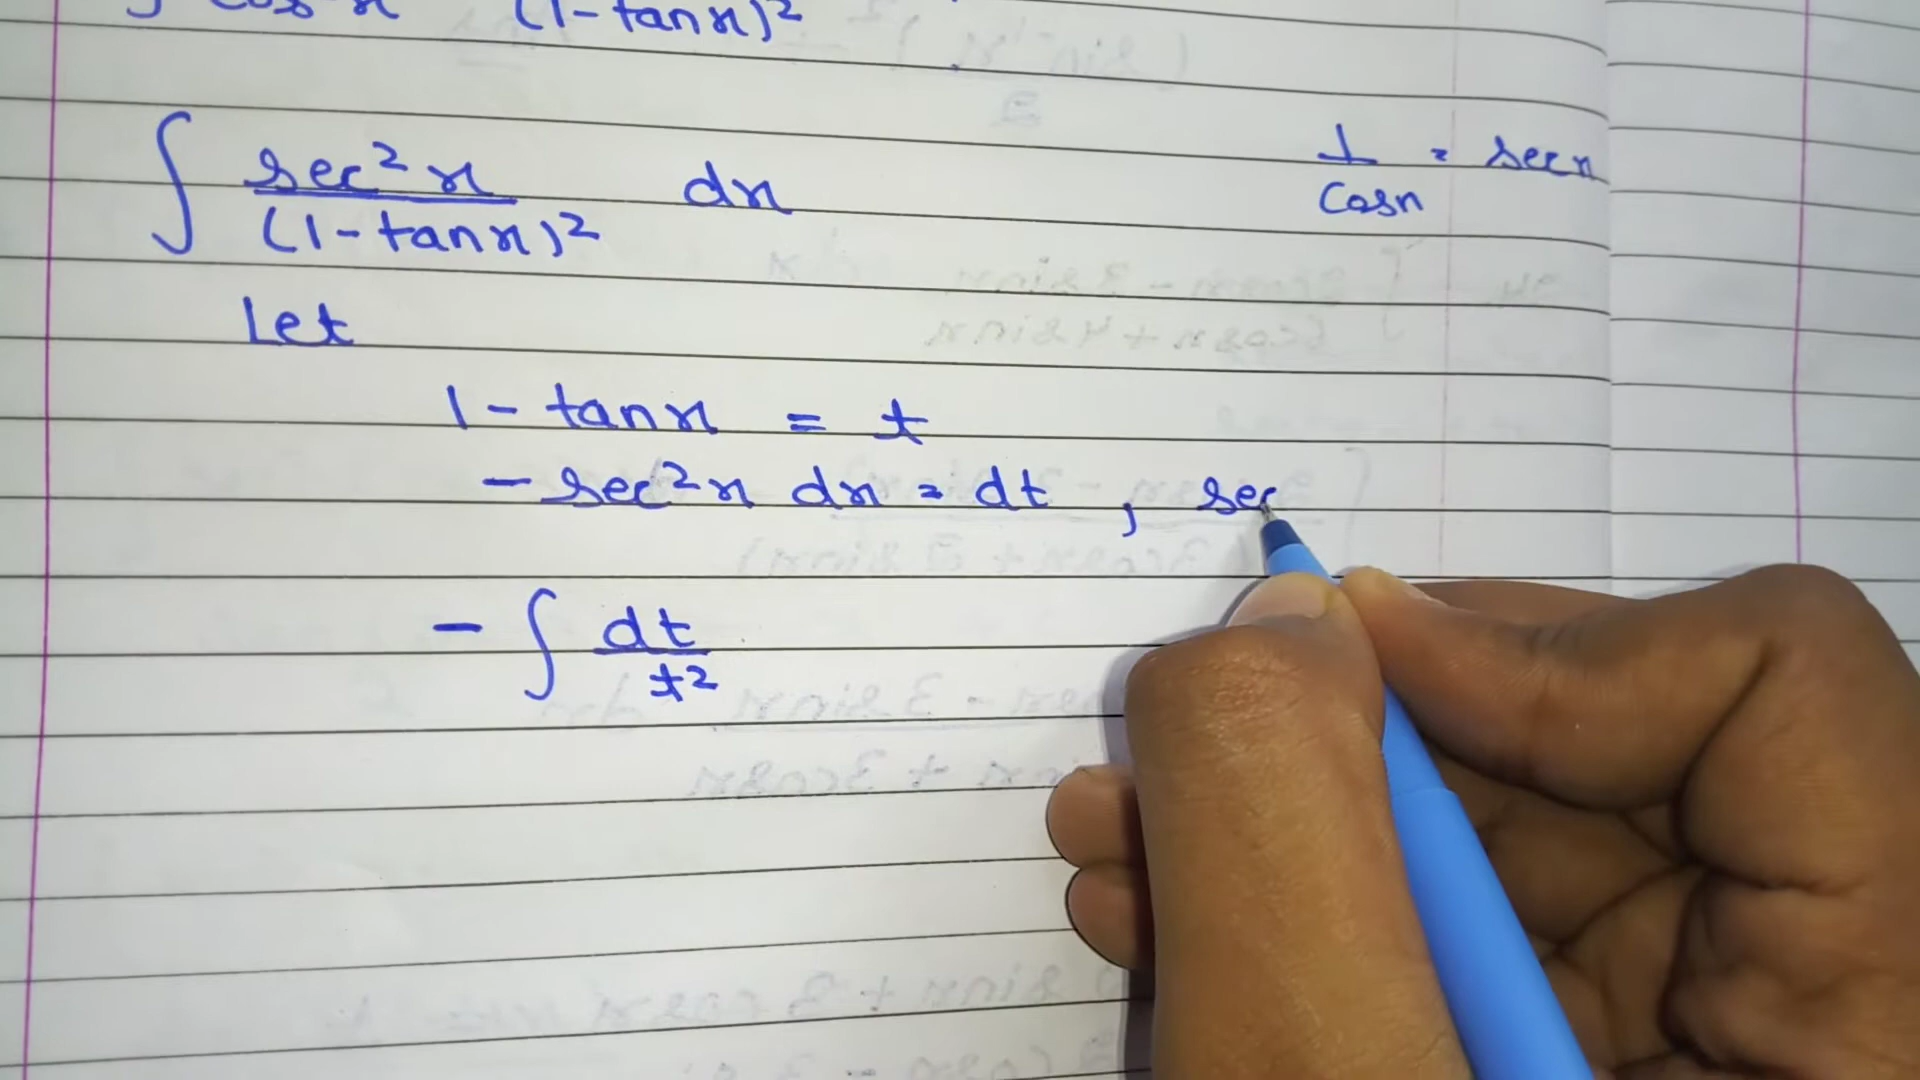 (1-tanx)²
∫ sec²x / (1-tanx)² dx    1/cosx = secx
Let
1 - tanx = t
- sec²x dx = dt , sec
- ∫ dt / t²